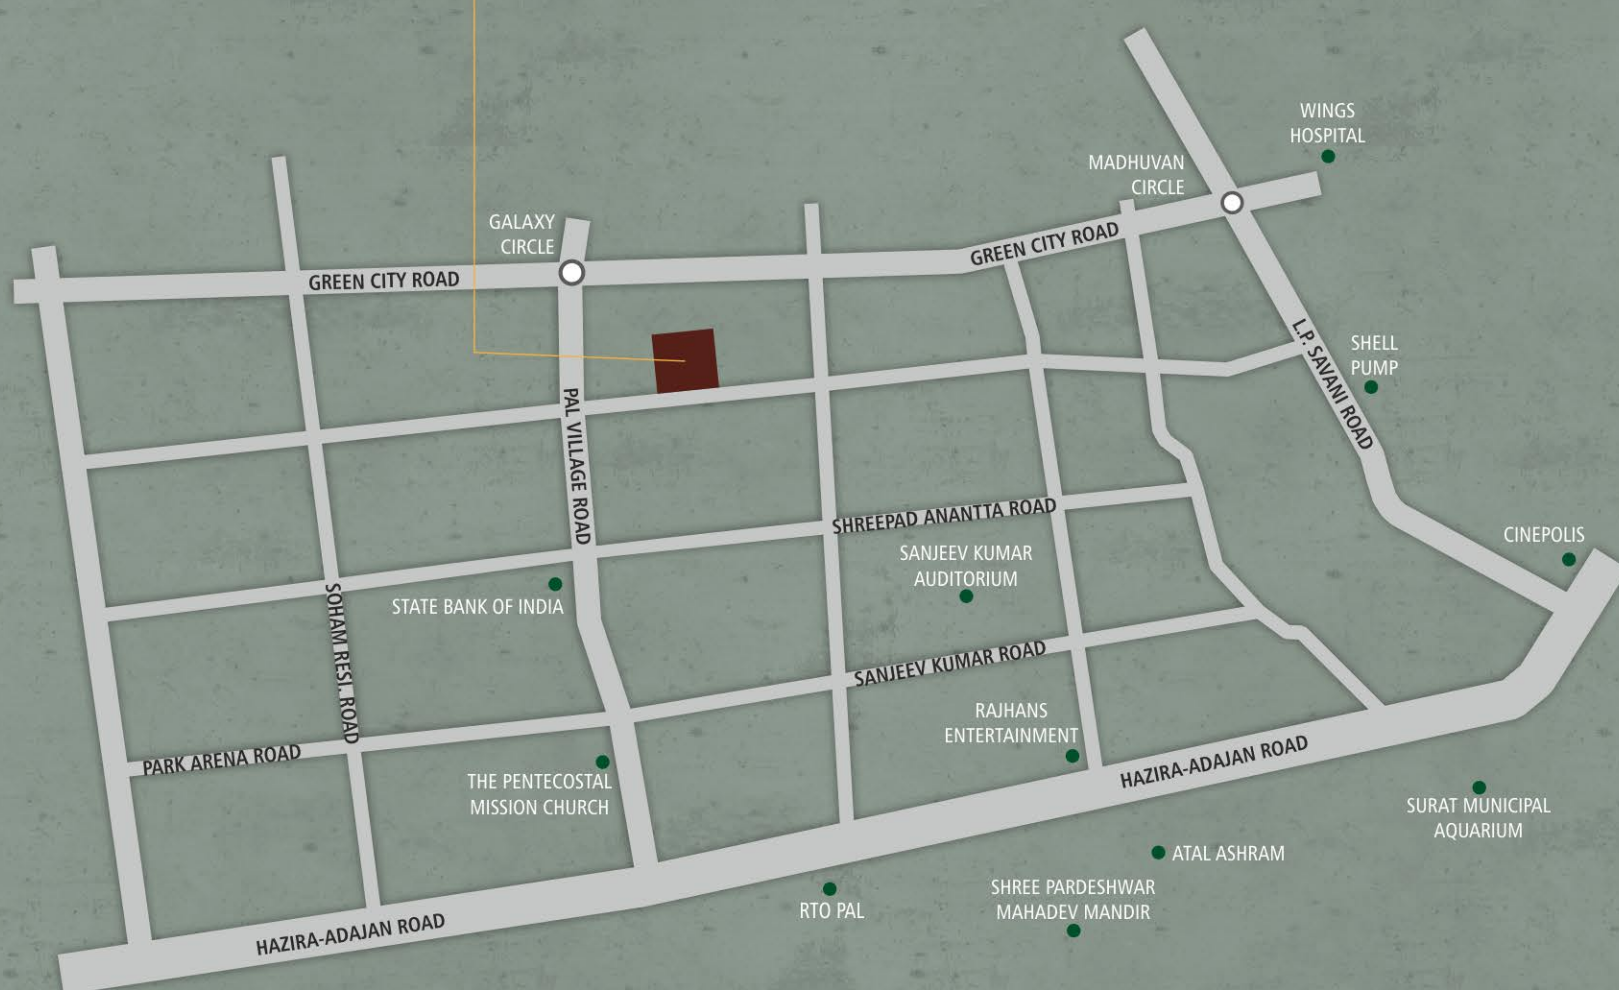 WINGS
HOSPITAL
MADHUVAN
CIRCLE
GALAXY
CIRCLE
GREEN CITY ROAD
GREEN CITY ROAD
L.P. SAVANI ROAD
SHELL
PUMP
PAL VILLAGE ROAD
SHREEPAD ANANTTA ROAD
CINEPOLIS
SANJEEV KUMAR
AUDITORIUM
STATE BANK OF INDIA
SOHAM RESI. ROAD
SANJEEV KUMAR ROAD
RAJHANS
ENTERTAINMENT
PARK ARENA ROAD
HAZIRA-ADAJAN ROAD
THE PENTECOSTAL
MISSION CHURCH
SURAT MUNICIPAL
AQUARIUM
ATAL ASHRAM
SHREE PARDESHWAR
MAHADEV MANDIR
RTO PAL
HAZIRA-ADAJAN ROAD